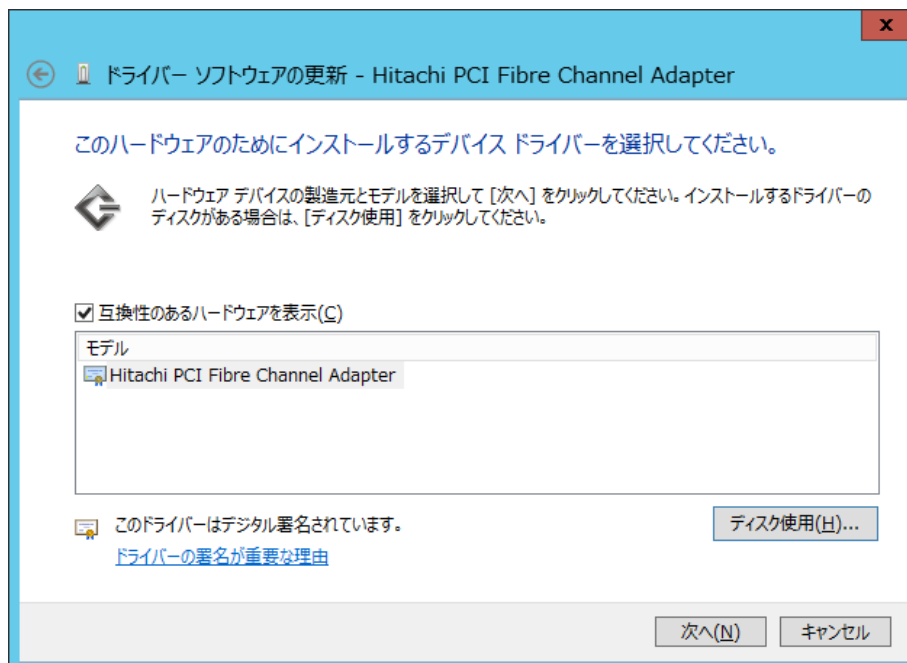 x
ドライバー ソフトウェアの更新 - Hitachi PCI Fibre Channel Adapter
このハードウェアのためにインストールするデバイス ドライバーを選択してください。
ハードウェア デバイスの製造元とモデルを選択して [次へ] をクリックしてください。インストールするドライバーの
ディスクがある場合は、[ディスク使用] をクリックしてください。
互換性のあるハードウェアを表示(C)
モデル
Hitachi PCI Fibre Channel Adapter
このドライバーはデジタル署名されています。
ディスク使用(H)...
ドライバーの署名が重要な理由
次へ(N)
キャンセル